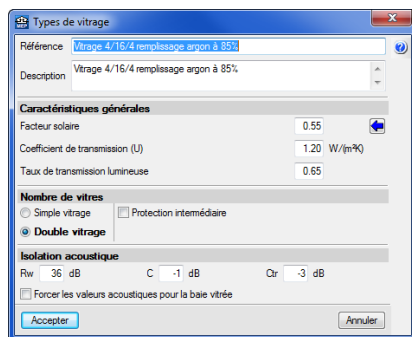 Types de vitrage
Référence Vitrage 4/16/4 remplissage argon à 85%
Description Vitrage 4/16/4 remplissage argon à 85%
Caractéristiques générales
Facteur solaire 0.55
Coefficient de transmission (U) 1.20 W/(m²K)
Taux de transmission lumineuse 0.65
Nombre de vitres
Simple vitrage Protection intermédiaire
Double vitrage
Isolation acoustique
Rw 36 dB C -1 dB Ctr -3 dB
Forcer les valeurs acoustiques pour la baie vitrée
Accepter Annuler